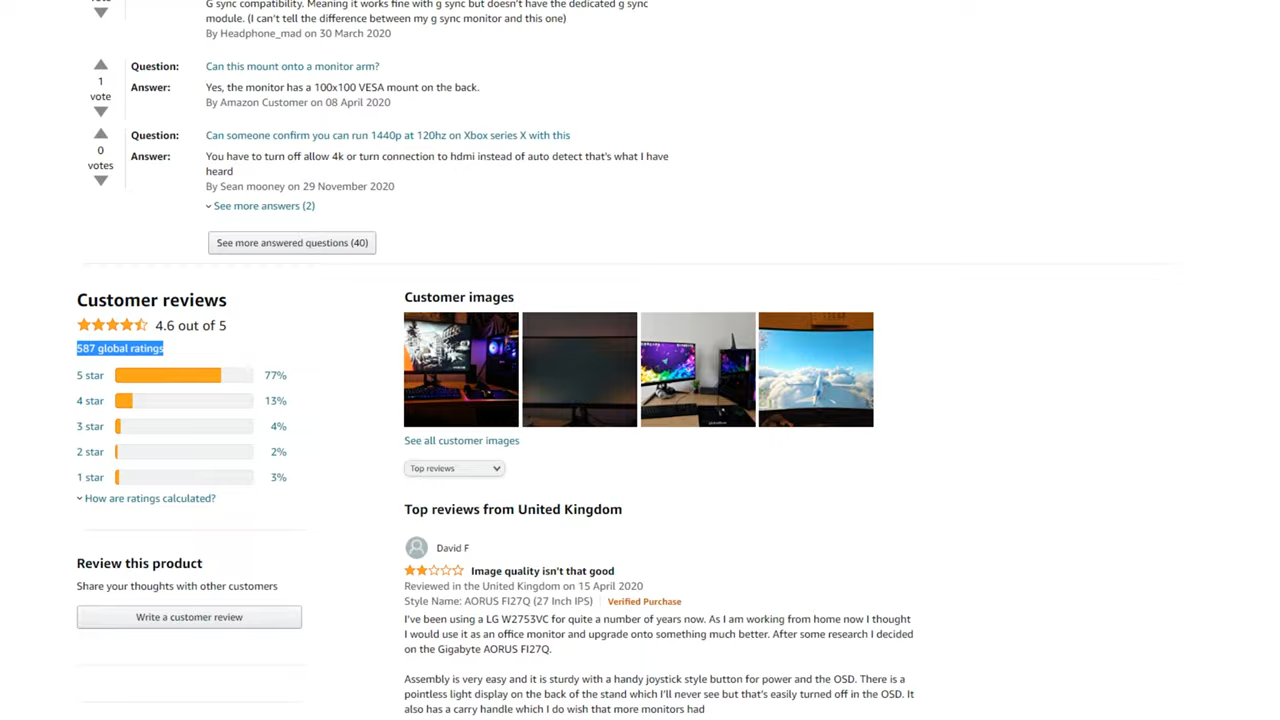 vote
G sync compatibility. Meaning it works fine with g sync but doesn't have the dedicated g sync
module. (I can't tell the difference between my g sync monitor and this one)
By Headphone_mad on 30 March 2020
1
vote
Question: Can this mount onto a monitor arm?
Answer: Yes, the monitor has a 100x100 VESA mount on the back.
By Amazon Customer on 08 April 2020
0
votes
Question: Can someone confirm you can run 1440p at 120hz on Xbox series X with this
Answer: You have to turn off allow 4k or turn connection to hdmi instead of auto detect that's what I have
heard
By Sean mooney on 29 November 2020
See more answers (2)
See more answered questions (40)
Customer reviews
4.6 out of 5
587 global ratings
5 star 77%
4 star 13%
3 star 4%
2 star 2%
1 star 3%
How are ratings calculated?
Review this product
Share your thoughts with other customers
Write a customer review
Customer images
See all customer images
Top reviews
Top reviews from United Kingdom
David F
Image quality isn't that good
Reviewed in the United Kingdom on 15 April 2020
Style Name: AORUS FI27Q (27 Inch IPS) Verified Purchase
I've been using a LG W2753VC for quite a number of years now. As I am working from home now I thought
I would use it as an office monitor and upgrade onto something much better. After some research I decided
on the Gigabyte AORUS FI27Q.
Assembly is very easy and it is sturdy with a handy joystick style button for power and the OSD. There is a
pointless light display on the back of the stand which I'll never see but that's easily turned off in the OSD. It
also has a carry handle which I do wish that more monitors had